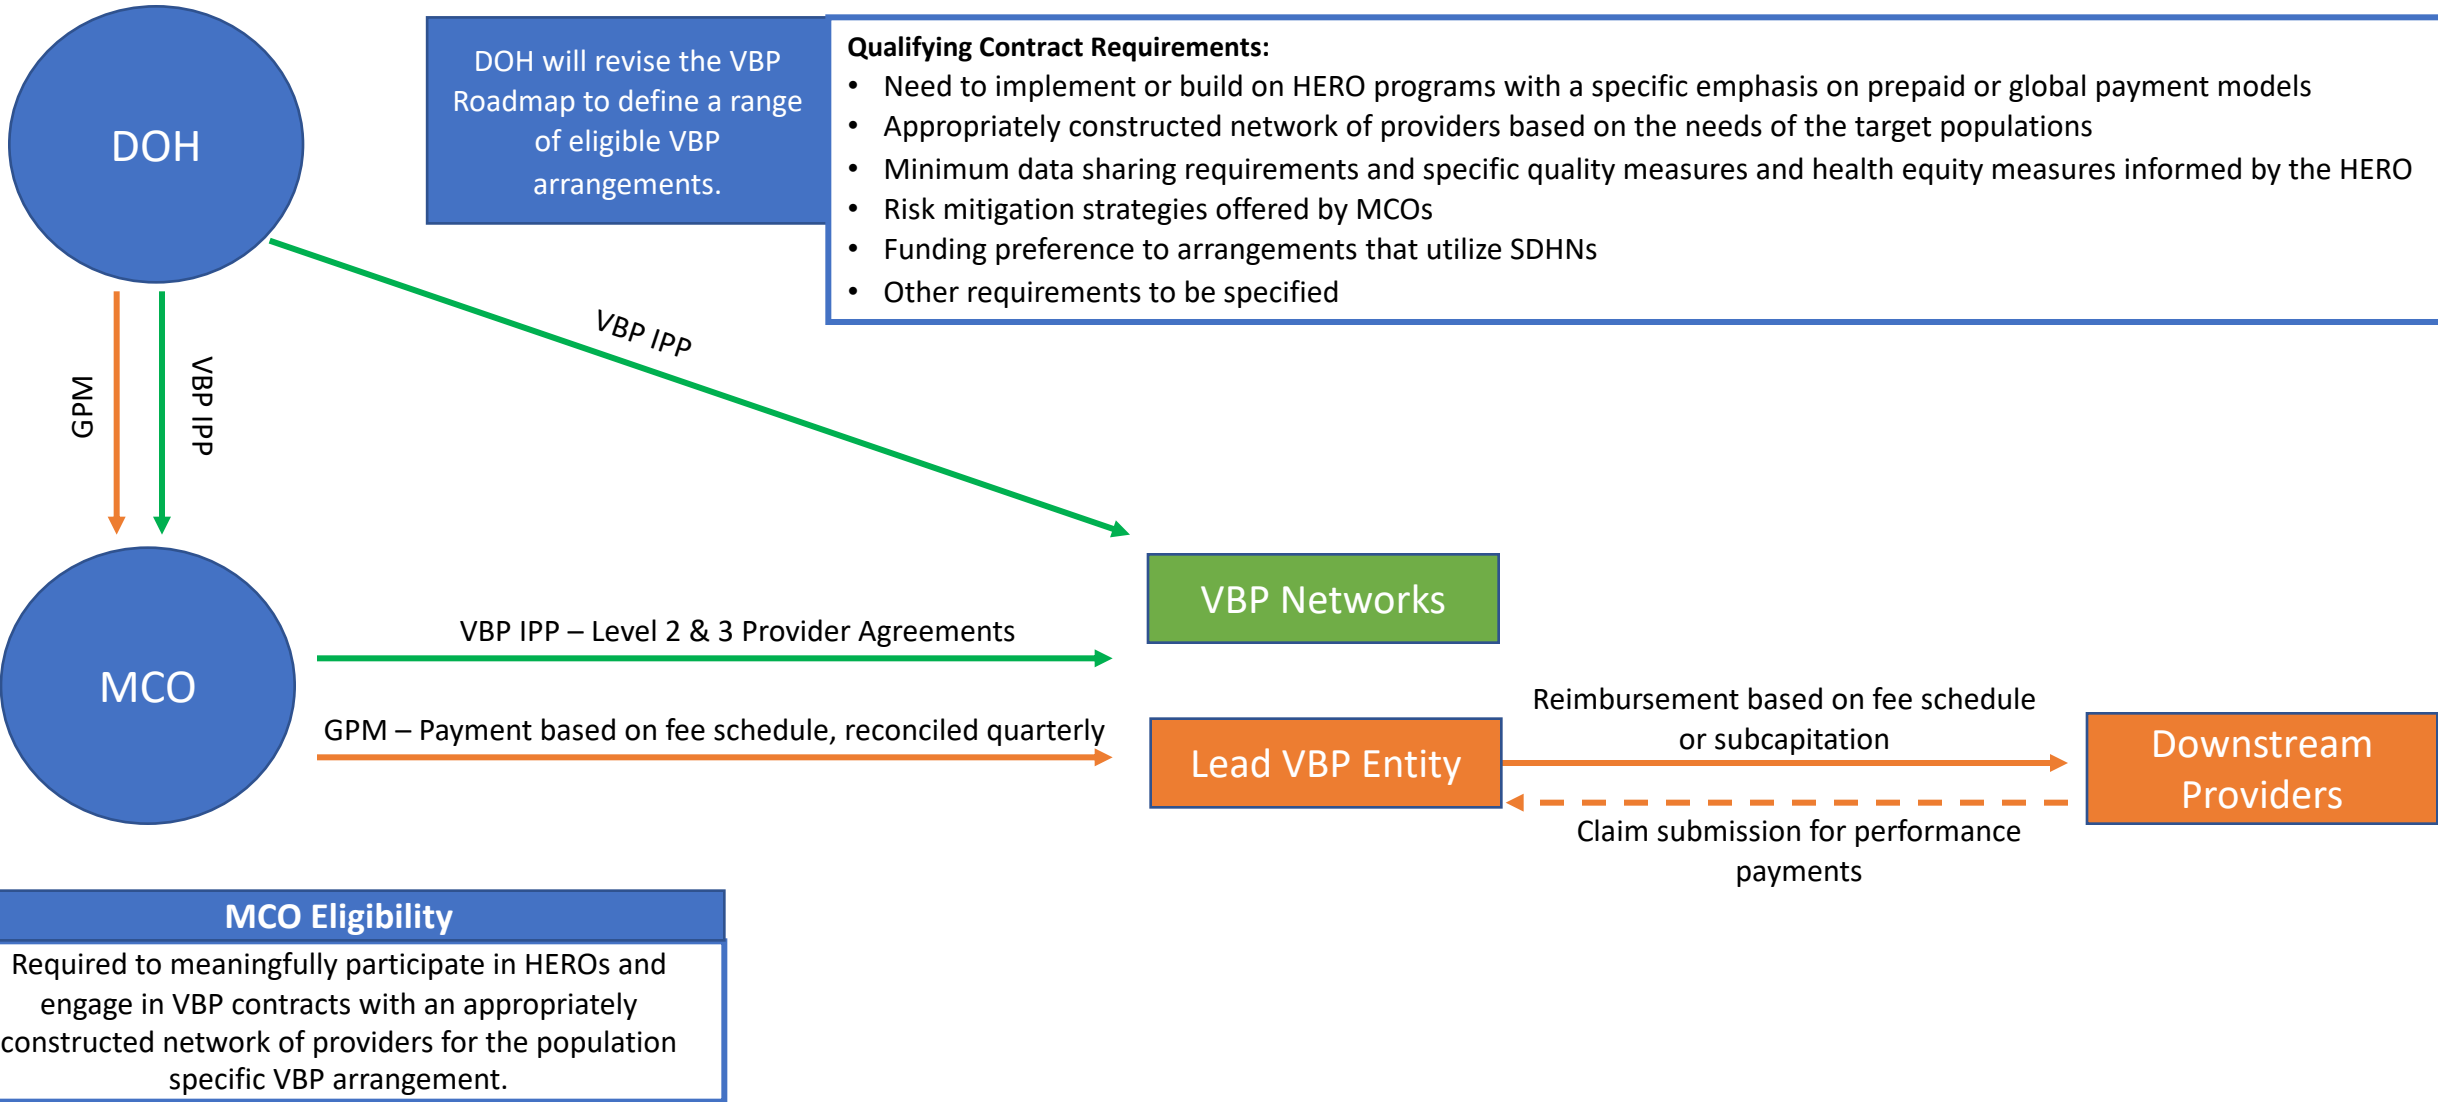 DOH
DOH will revise the VBP
Roadmap to define a range
of eligible VBP
arrangements.
Qualifying Contract Requirements:
• Need to implement or build on HERO programs with a specific emphasis on prepaid or global payment models
• Appropriately constructed network of providers based on the needs of the target populations
• Minimum data sharing requirements and specific quality measures and health equity measures informed by the HERO
• Risk mitigation strategies offered by MCOs
• Funding preference to arrangements that utilize SDHNs
• Other requirements to be specified
GPM
VBP IPP
VBP IPP
MCO
VBP IPP – Level 2 & 3 Provider Agreements
GPM – Payment based on fee schedule, reconciled quarterly
VBP Networks
Lead VBP Entity
Reimbursement based on fee schedule
or subcapitation
Claim submission for performance
payments
Downstream
Providers
MCO Eligibility
Required to meaningfully participate in HEROs and
engage in VBP contracts with an appropriately
constructed network of providers for the population
specific VBP arrangement.